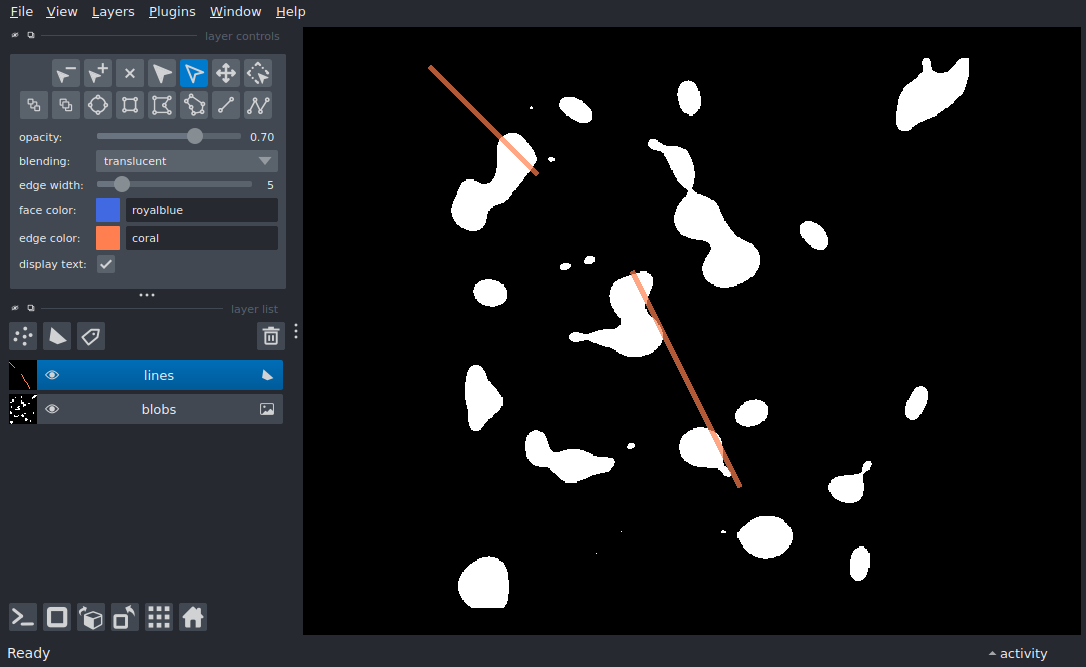 File View Layers Plugins Window Help
layer controls
opacity: 0.70
blending: translucent
edge width: 5
face color: royalblue
edge color: coral
display text:
layer list
lines
blobs
Ready
activity